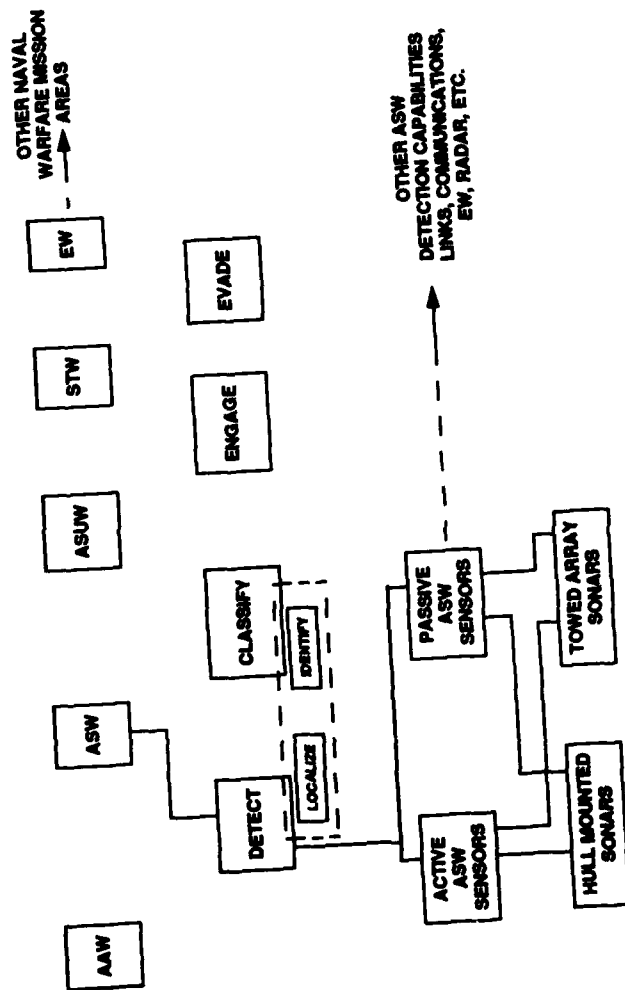 AAW
ASW
ASUW
STW
EW
OTHER NAVAL
WARFARE MISSION
AREAS
DETECT
CLASSIFY
ENGAGE
EVADE
LOCALIZE
IDENTIFY
ACTIVE
ASW
SENSORS
PASSIVE
ASW
SENSORS
OTHER ASW
DETECTION CAPABILITIES
LINKS, COMMUNICATIONS,
EW, RADAR, ETC.
HULL MOUNTED
SONARS
TOWED ARRAY
SONARS